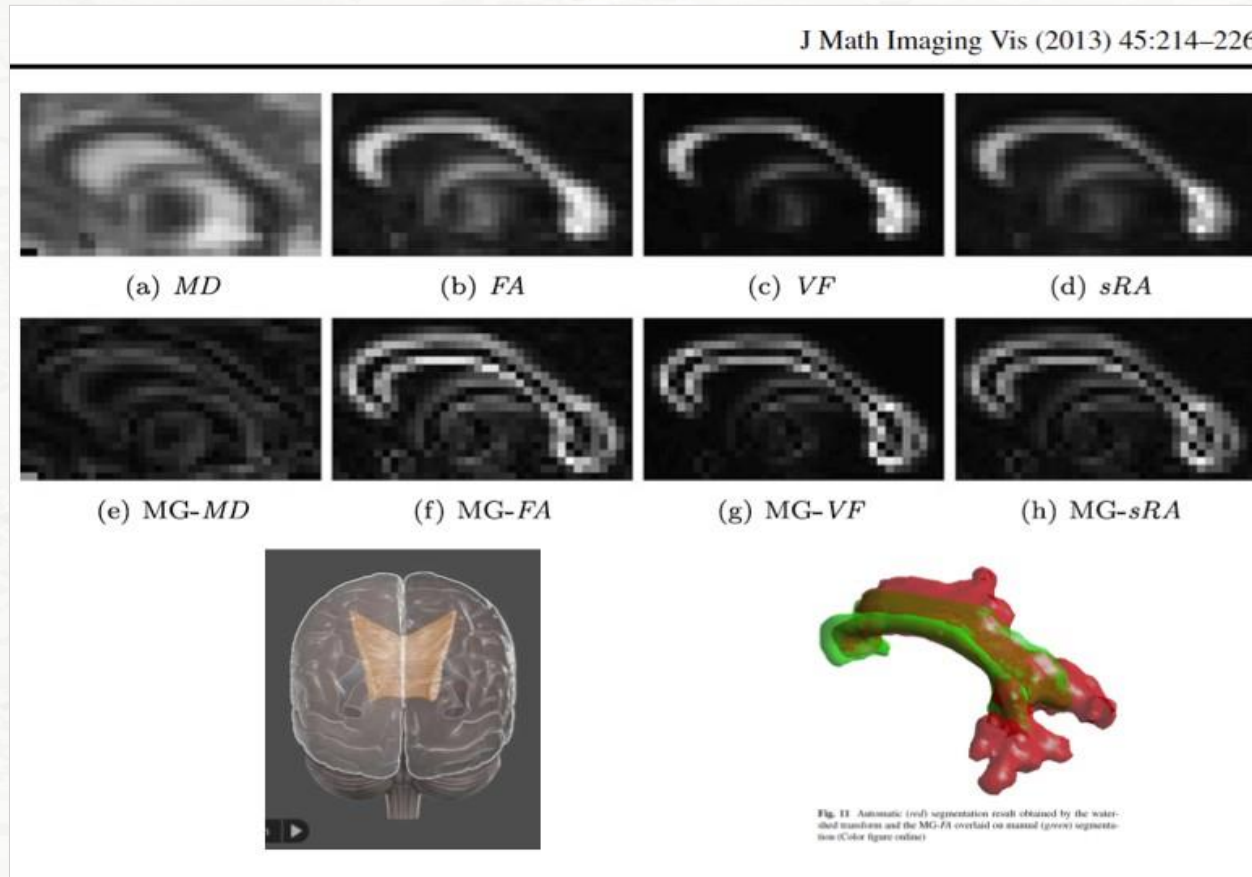 J Math Imaging Vis (2013) 45:214–226
(a) MD
(b) FA
(c) VF
(d) sRA
(e) MG-MD
(f) MG-FA
(g) MG-VF
(h) MG-sRA
Fig. 11 Automatic (red) segmentation result obtained by the water-
shed transform and the MG-FA overlaid on manual (green) segmenta-
tion (Color figure online)